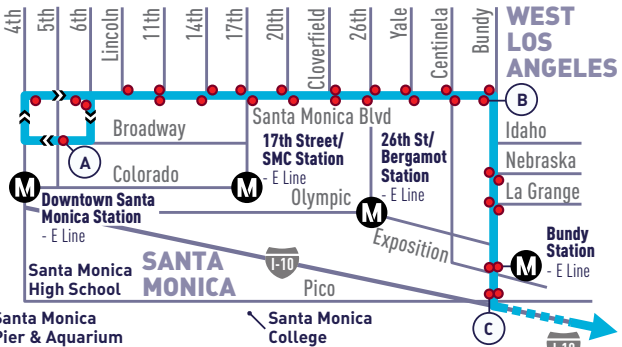 4th
5th
6th
Lincoln
11th
14th
17th
20th
Cloverfield
26th
Yale
Centinela
Bundy
WEST
LOS
ANGELES
B
Santa Monica Blvd
Broadway
A
Idaho
17th Street/
SMC Station
- E Line
26th St/
Bergamot
Station
- E Line
Nebraska
La Grange
Colorado
M
M
M
Downtown Santa
Monica Station
- E Line
Olympic
Exposition
Bundy
Station
- E Line
M
I-10
Santa Monica
High School
SANTA
MONICA
Pico
Santa Monica
Pier & Aquarium
Santa Monica
College
C
I-10